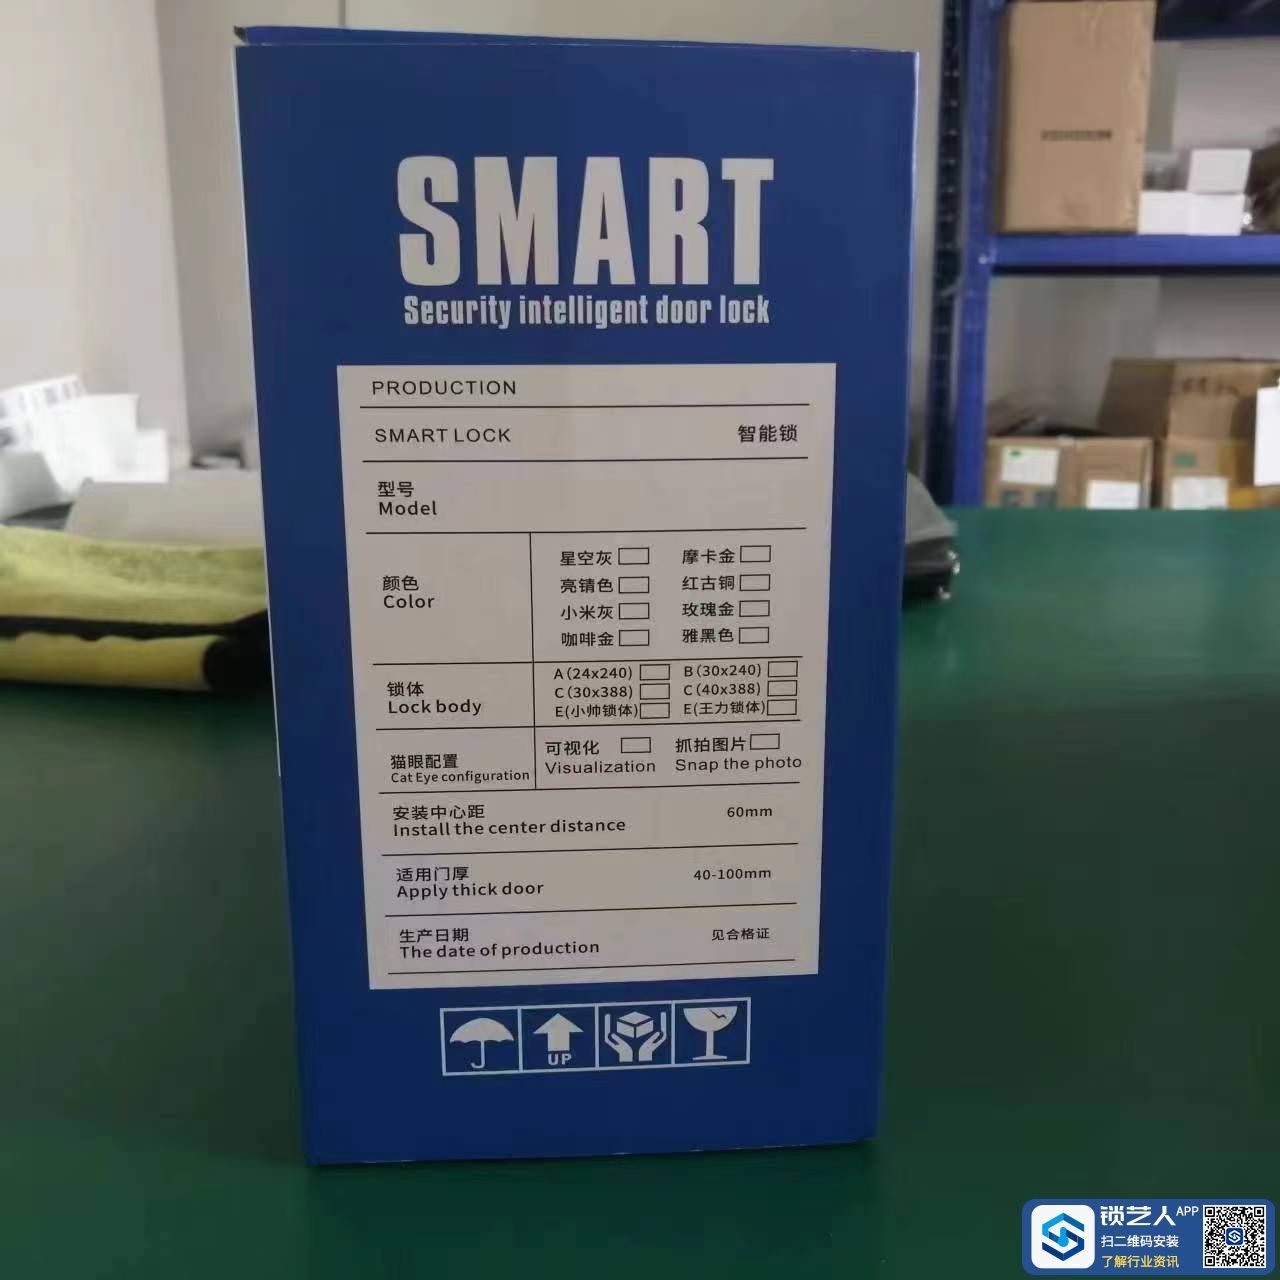 SMART
Security intelligent door lock
PRODUCTION
SMART LOCK 智能锁
型号
Model
颜色
Color
星空灰 摩卡金
亮锖色 红古铜
小米灰 玫瑰金
咖啡金 雅黑色
锁体
Lock body
A(24x240) B(30x240)
C(30x388) C(40x388)
E(小帅锁体) E(王力锁体)
猫眼配置
Cat Eye configuration
可视化 抓拍图片
Visualization Snap the photo
安装中心距
Install the center distance 60mm
适用门厚
Apply thick door 40-100mm
生产日期
The date of production 见合格证
UP
锁艺人APP
扫二维码安装
了解行业资讯